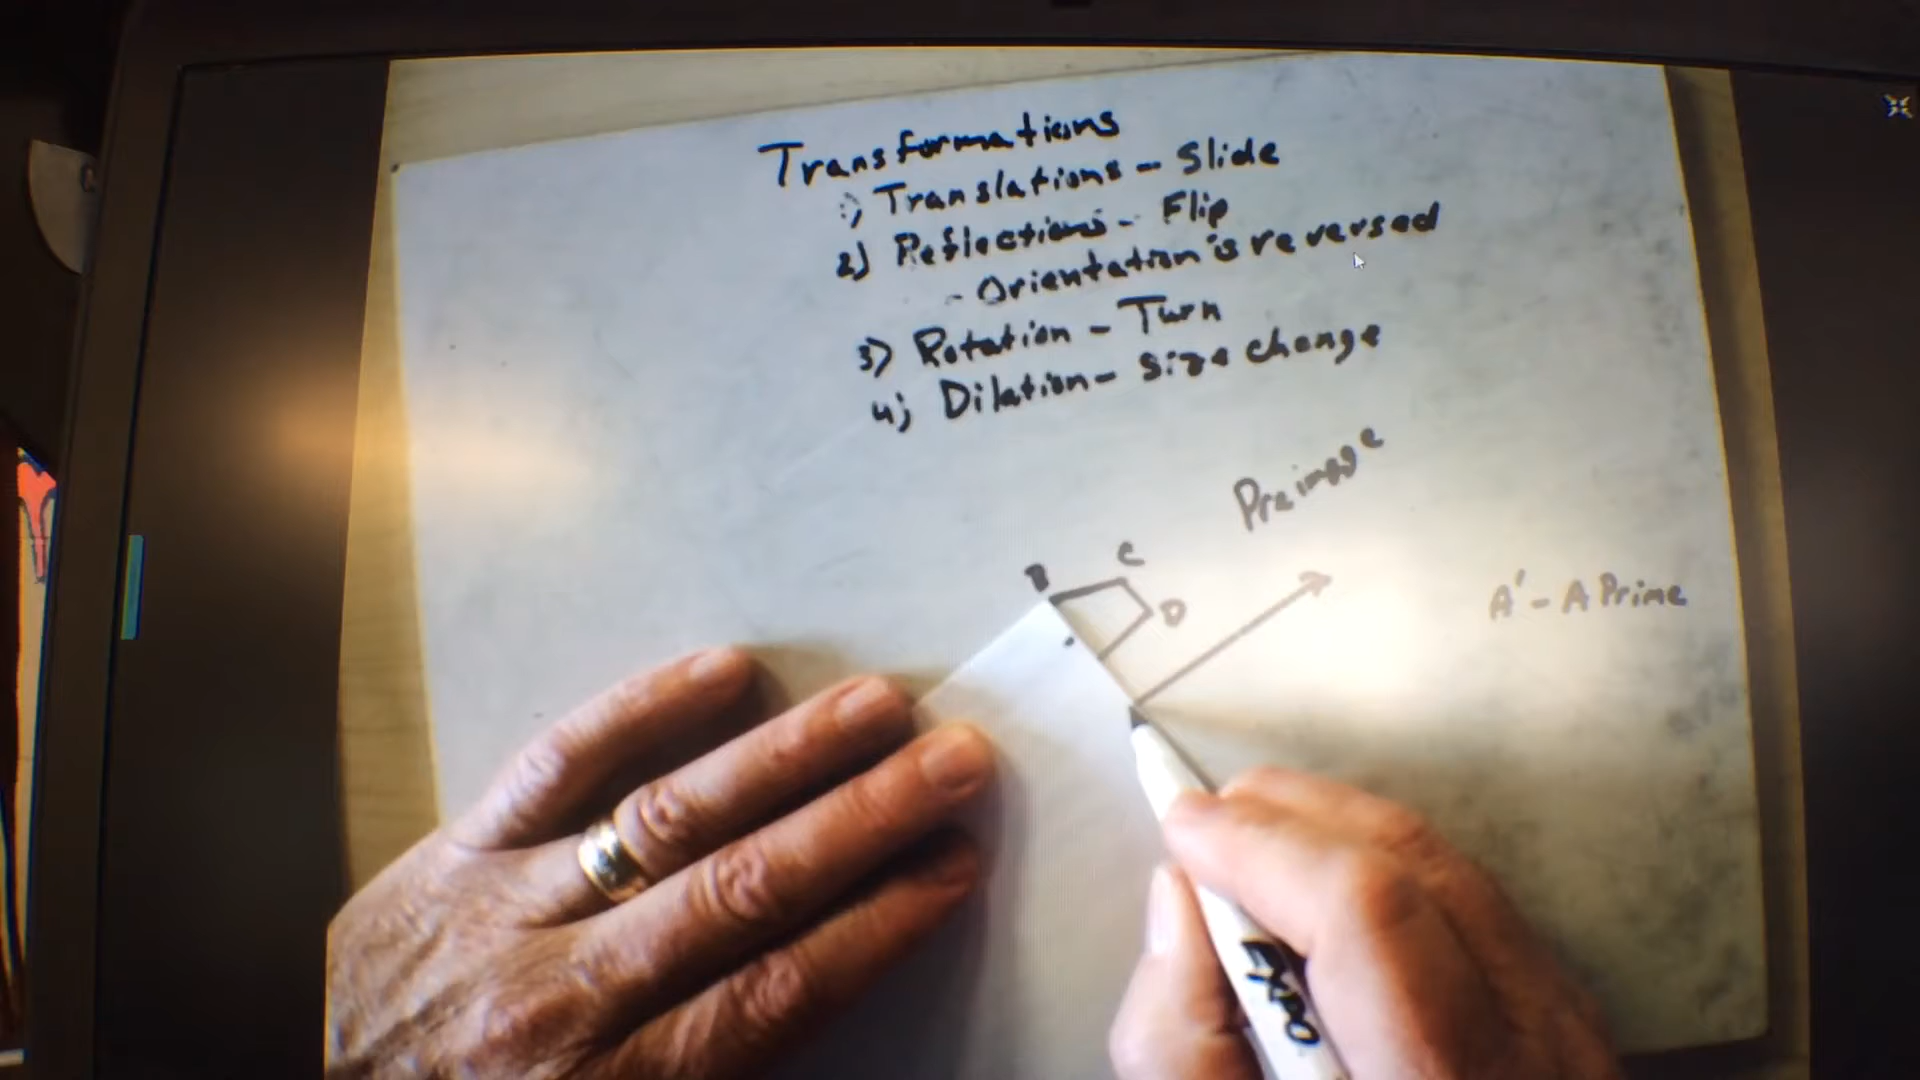 Transformations
1) Translations - Slide
2) Reflections - Flip
- Orientation is reversed
3) Rotation - Turn
4) Dilation - Size change
Preimage
B
C
D
A' - A Prime
EXPO